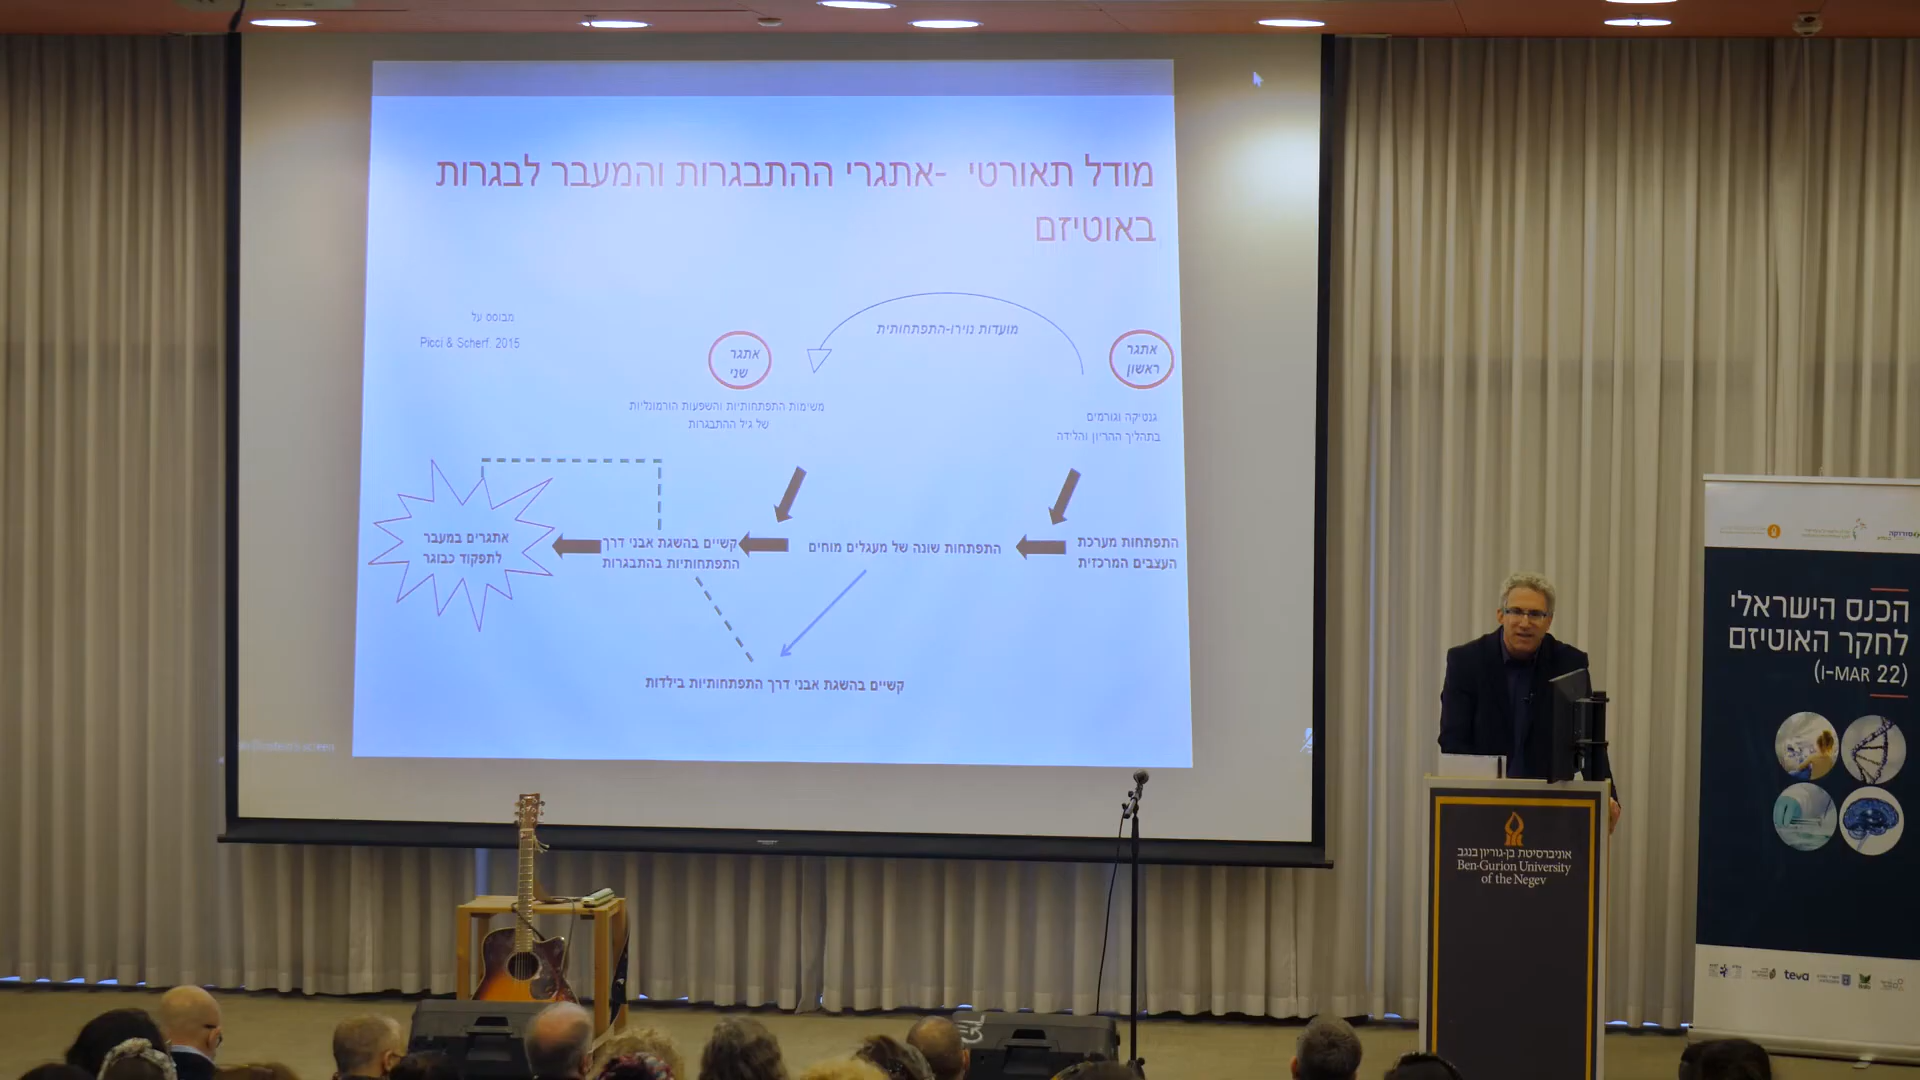 מודל תאורטי -אתגרי ההתבגרות והמעבר לבגרות
באוטיזם
מבוסס על
Picci & Scherf. 2015
מועדות נוירו-התפתחותית
אתגר
ראשון
אתגר
שני
גנטיקה וגורמים
בתהליך ההריון והלידה
משימות התפתחותיות והשפעות הורמונליות
של גיל ההתבגרות
התפתחות מערכת
העצבים המרכזית
התפתחות שונה של מעגלים מוחים
קשיים בהשגת אבני דרך
התפתחותיות בהתבגרות
אתגרים במעבר
לתפקוד כבוגר
קשיים בהשגת אבני דרך התפתחותיות בילדות
הכנס הישראלי
לחקר האוטיזם
(I-MAR 22)
teva
אוניברסיטת בן-גוריון בנגב
Ben-Gurion University
of the Negev